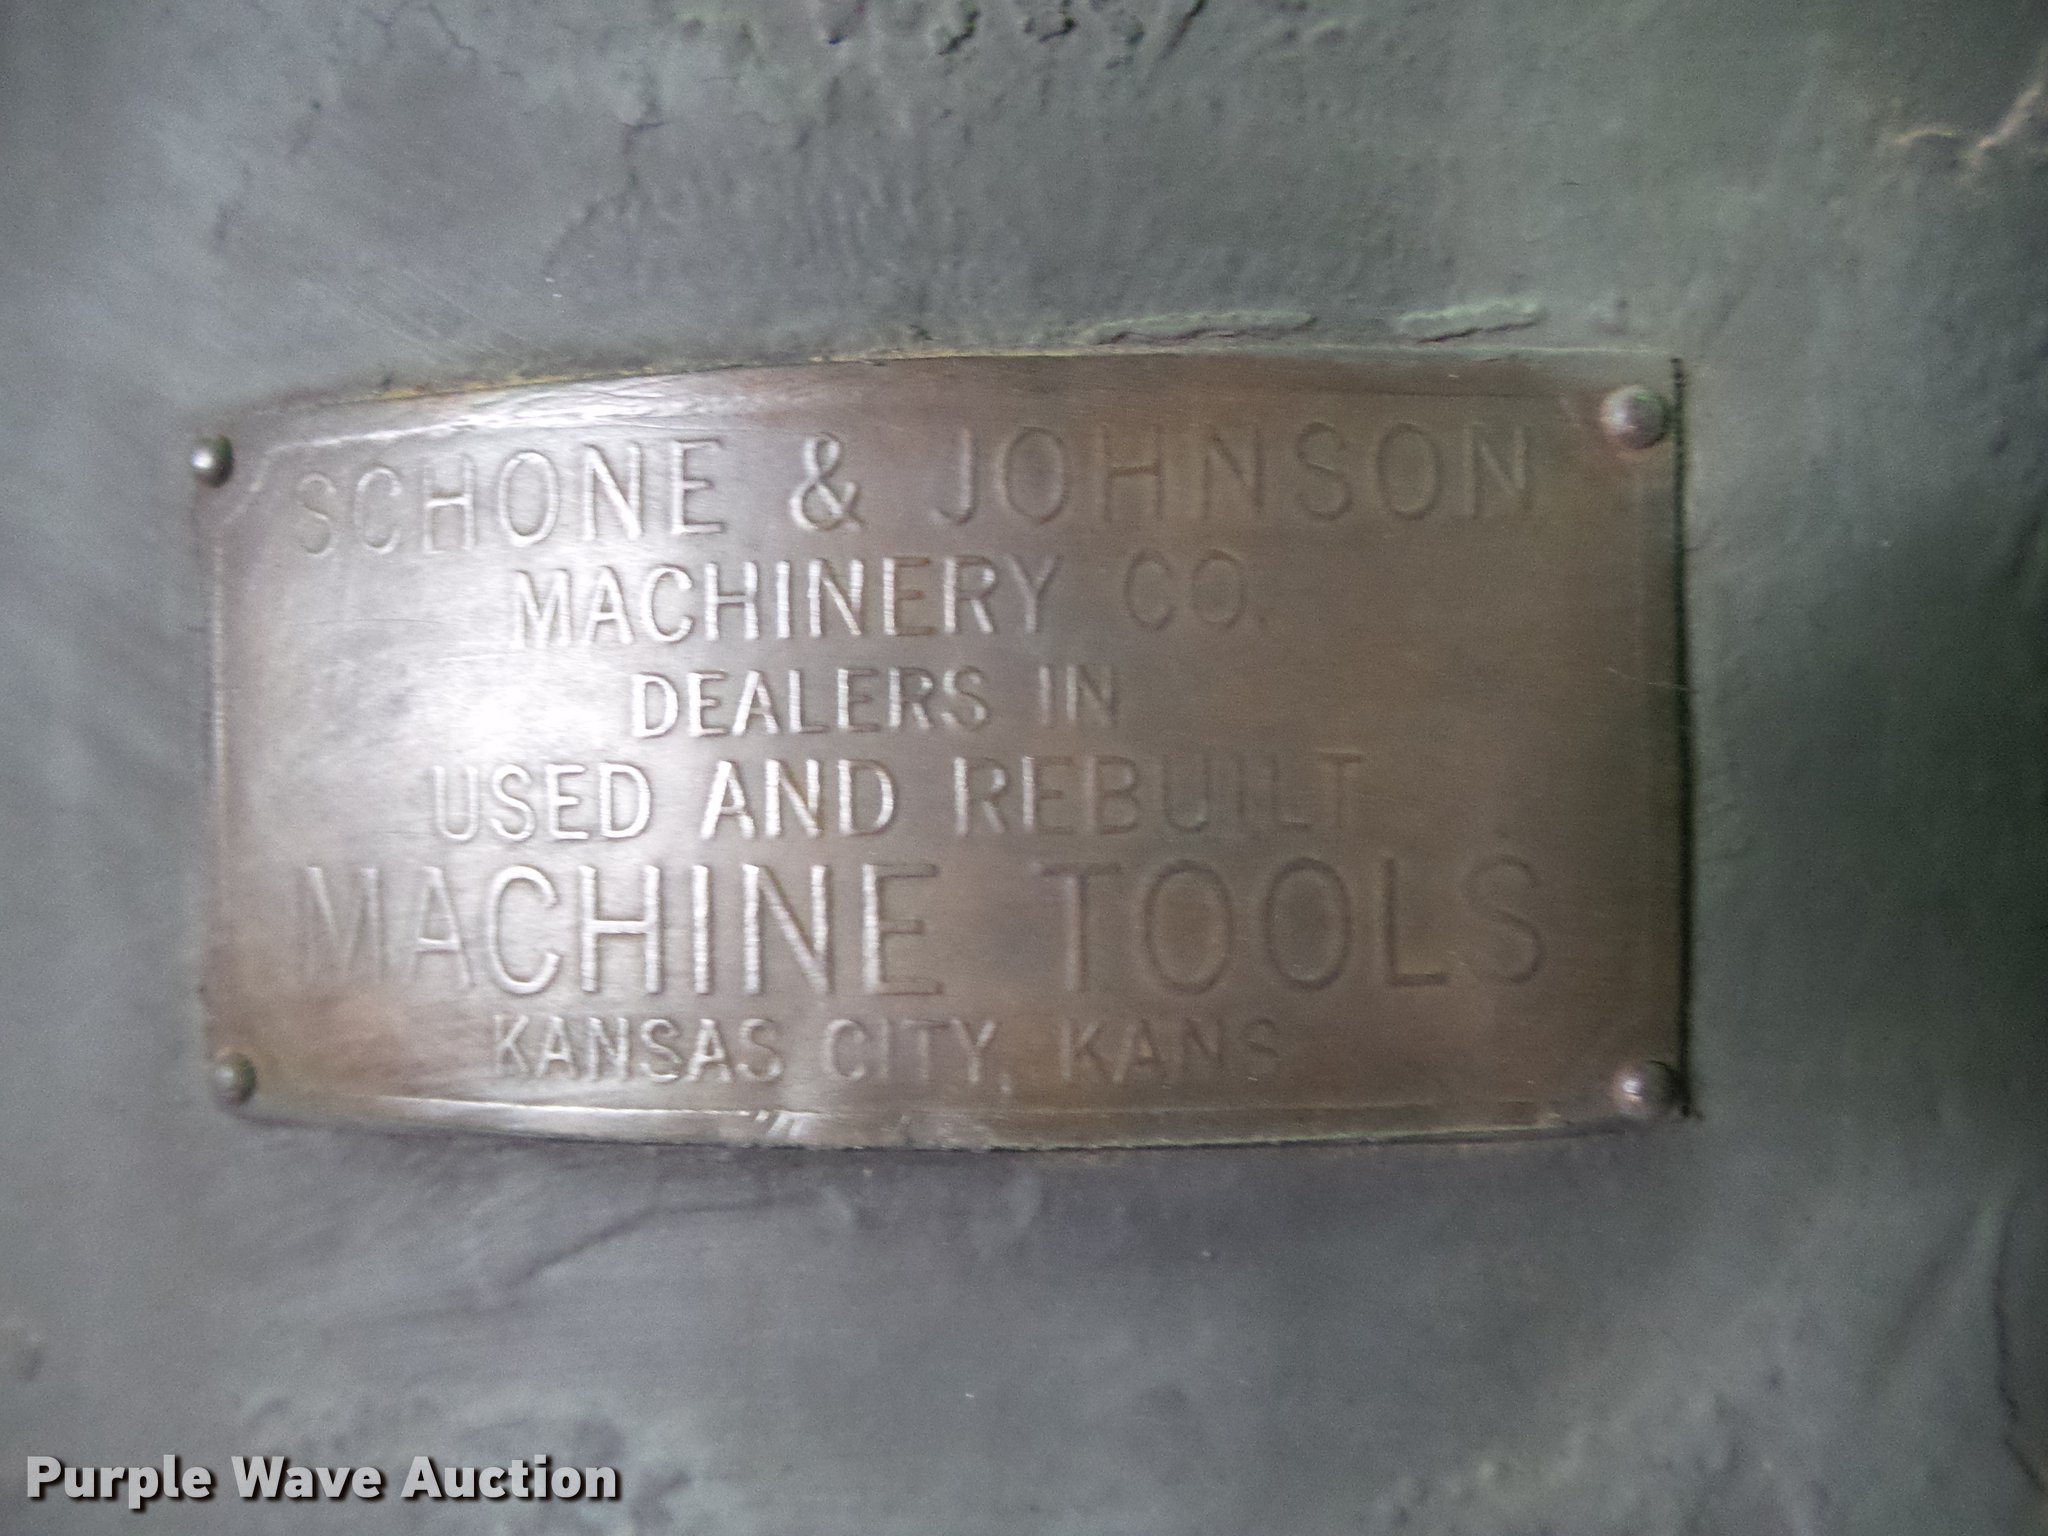 SCHONE & JOHNSON
MACHINERY CO.
DEALERS IN
USED AND REBUILT
MACHINE TOOLS
KANSAS CITY, KANS
Purple Wave Auction